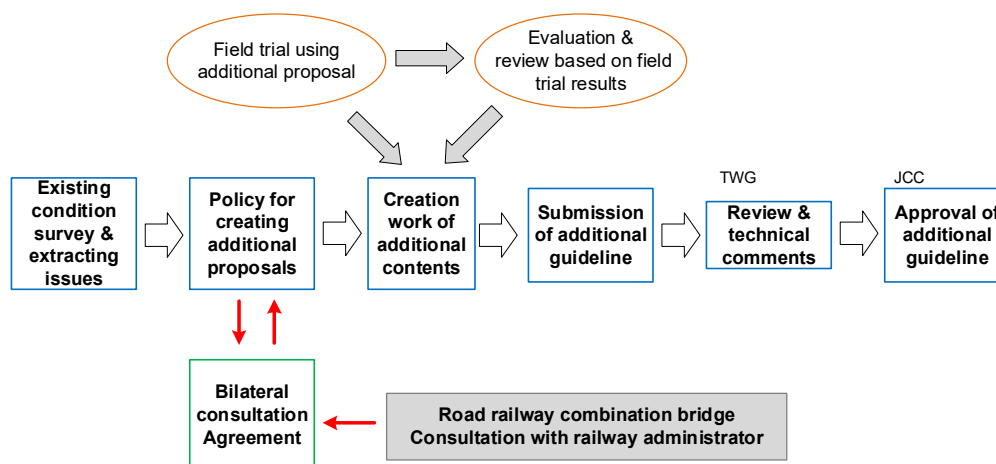 Field trial using
additional proposal
Evaluation &
review based on field
trial results
Existing
condition
survey &
extracting
issues
Policy for
creating
additional
proposals
Creation
work of
additional
contents
Submission
of additional
guideline
TWG
Review &
technical
comments
JCC
Approval of
additional
guideline
Bilateral
consultation
Agreement
Road railway combination bridge
Consultation with railway administrator